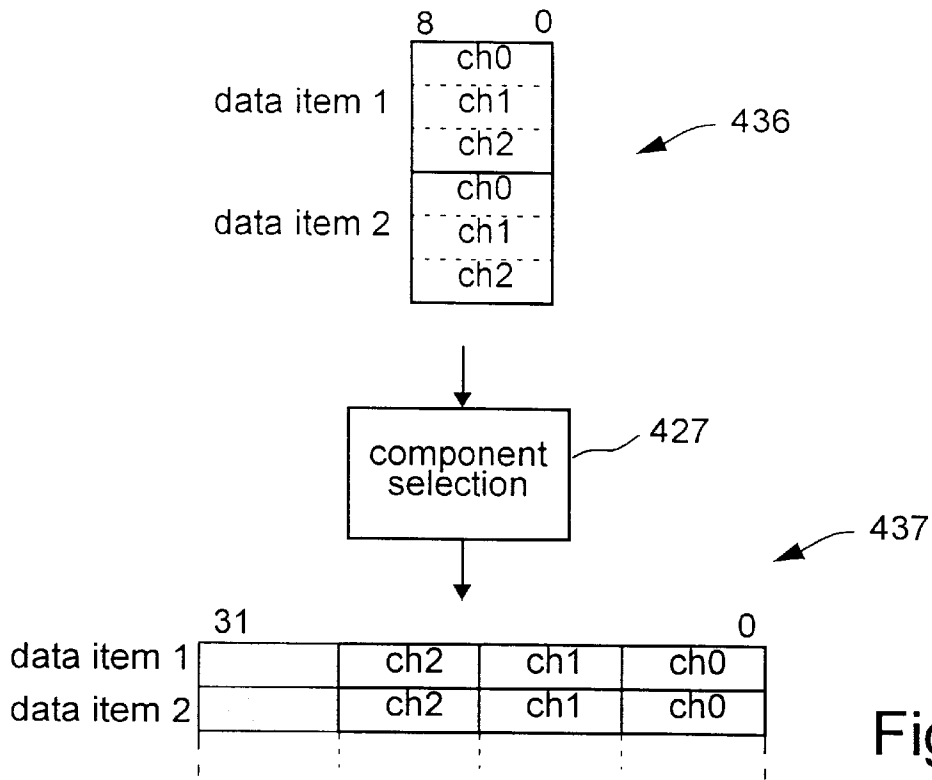 8 0
ch0
data item 1 ch1
436
ch2
ch0
data item 2 ch1
ch2
component
selection
427
437
31 0
data item 1 ch2 ch1 ch0
data item 2 ch2 ch1 ch0
Fig